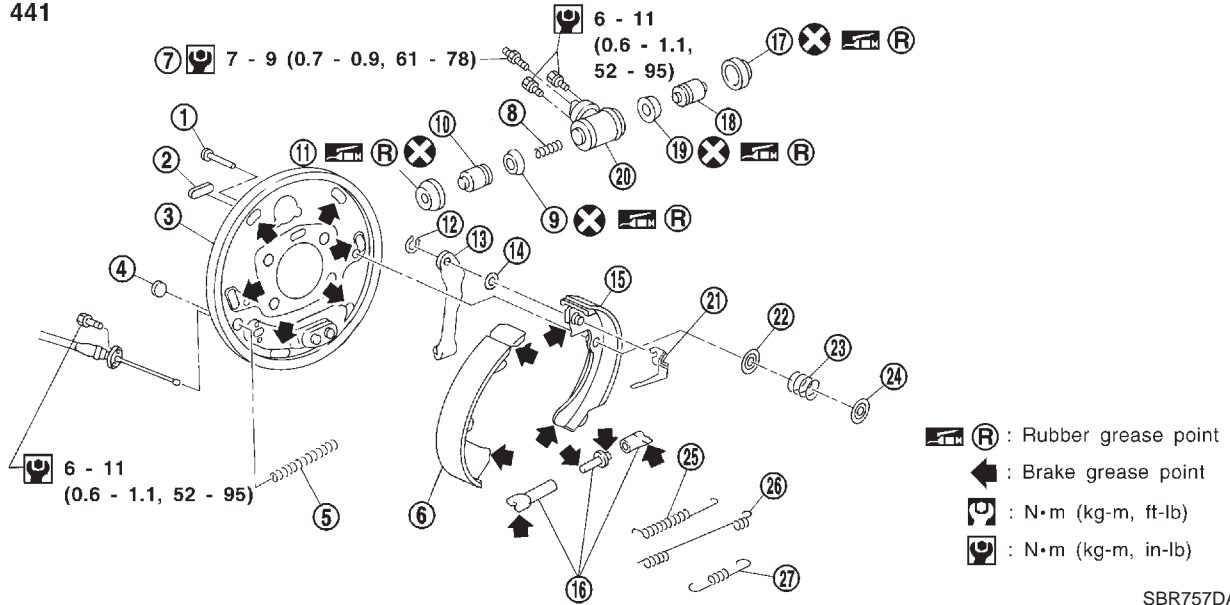 441
6 - 11
(0.6 - 1.1,
52 - 95)
7 7 - 9 (0.7 - 0.9, 61 - 78)
17 R
18
19 R
20
8
10
11 R
9 R
1
2
3
4
12
13
14
15
21
22
23
24
6 - 11
(0.6 - 1.1, 52 - 95)
5
6
16
25
26
27
R : Rubber grease point
: Brake grease point
: N•m (kg-m, ft-lb)
: N•m (kg-m, in-lb)
SBR757DA